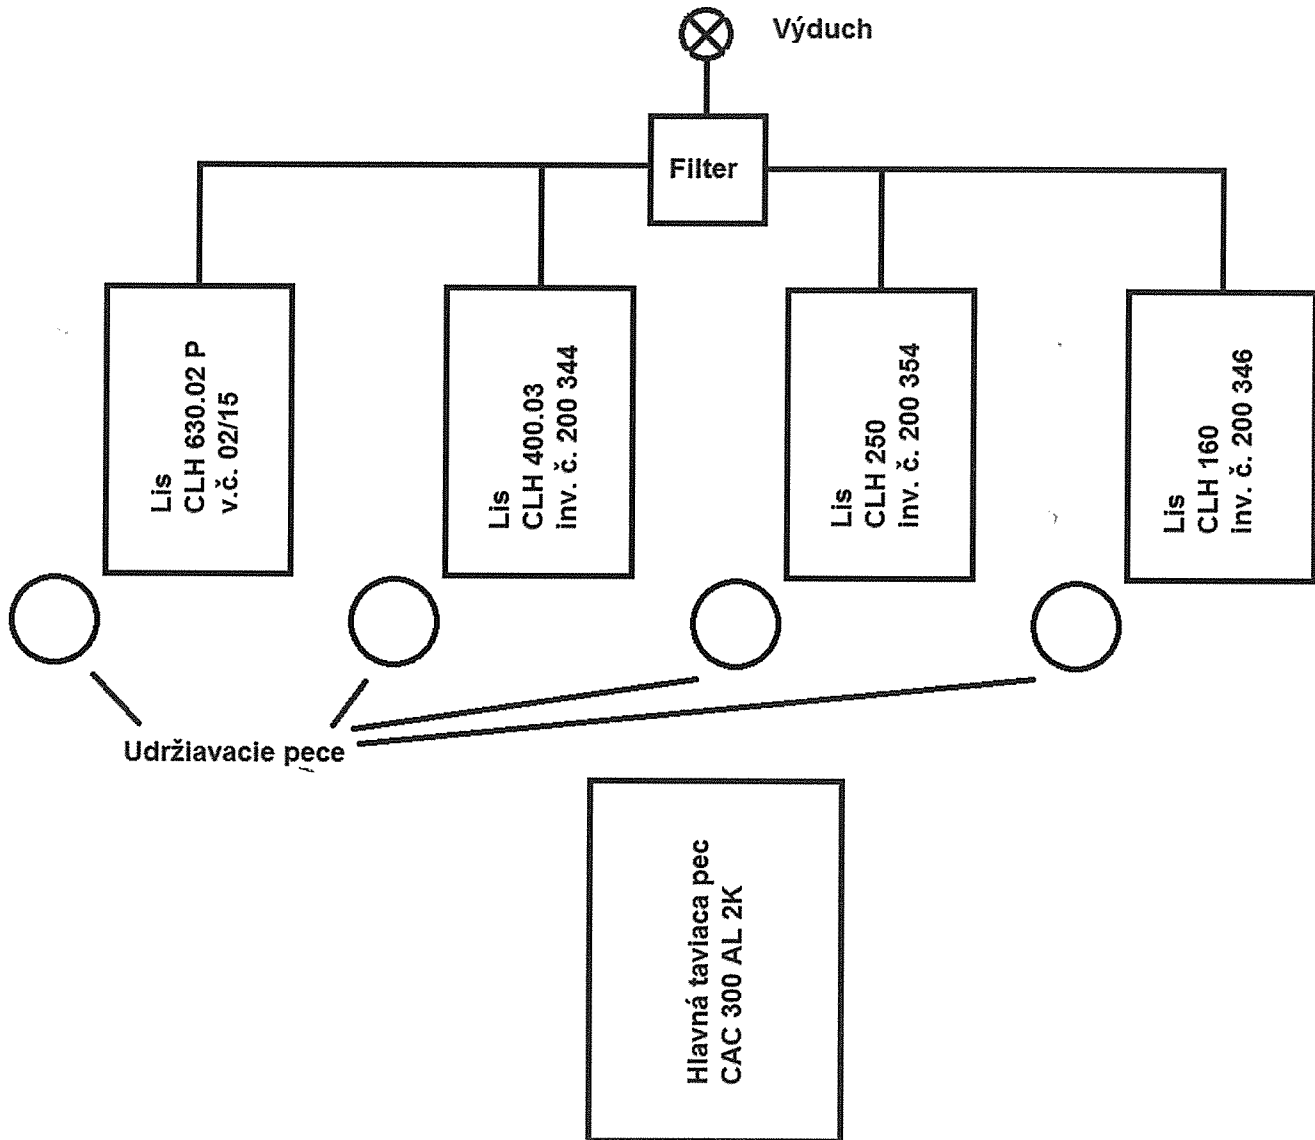 Výduch
Filter
Lis
CLH 630.02 P
v.č. 02/15
Lis
CLH 400.03
inv. č. 200 344
Lis
CLH 250
inv. č. 200 354
Lis
CLH 160
inv. č. 200 346
Udržiavacie pece
Hlavná taviaca pec
CAC 300 AL 2K